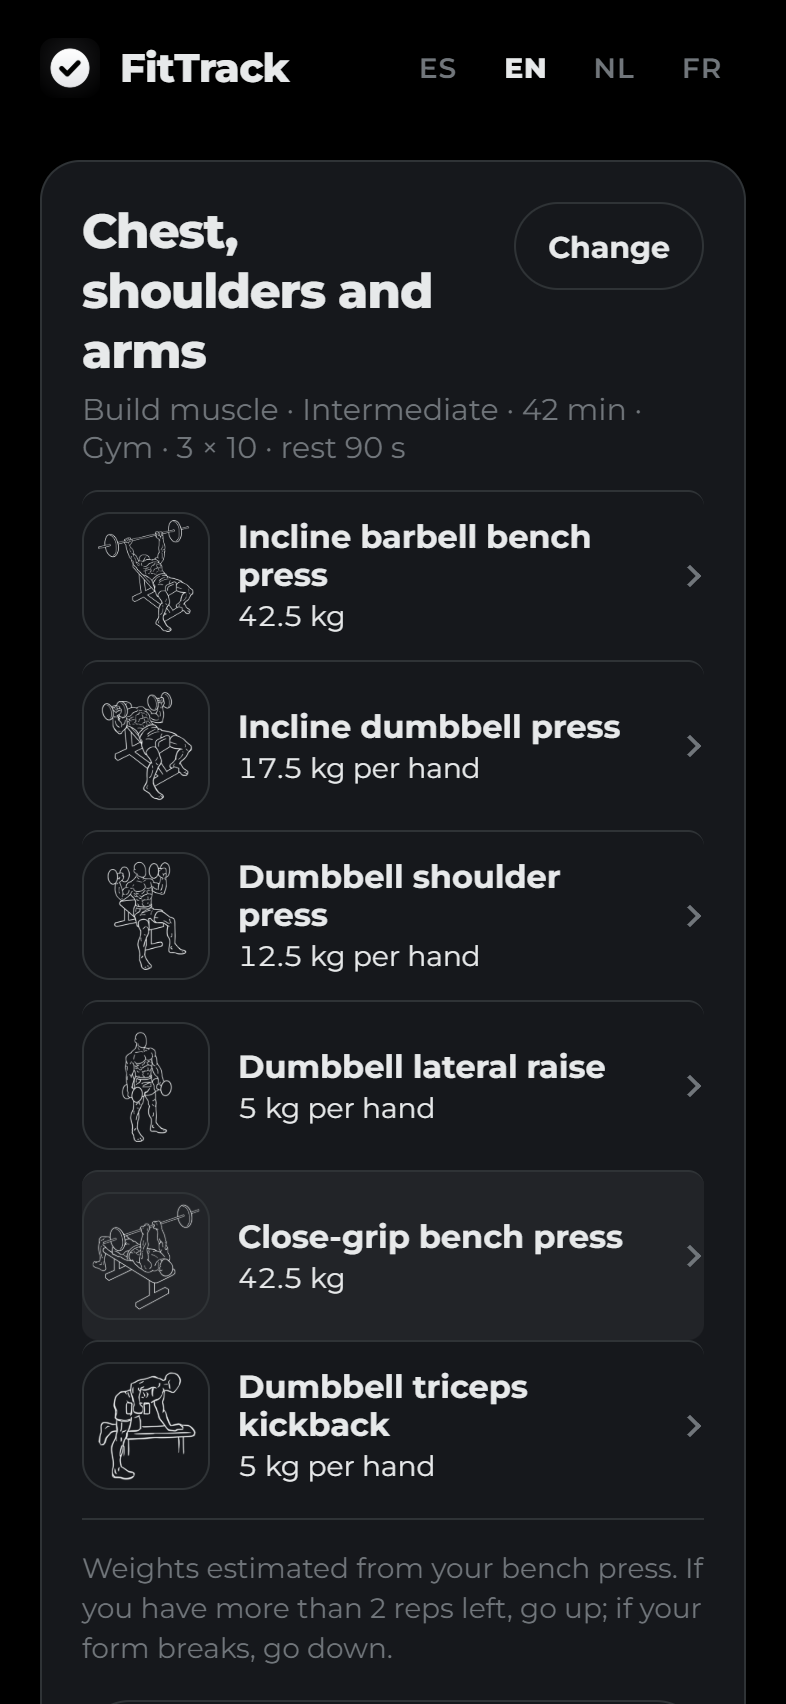 FitTrack
ES EN NL FR
Chest,
shoulders and
arms
Change
Build muscle · Intermediate · 42 min ·
Gym · 3 × 10 · rest 90 s
Incline barbell bench
press
42.5 kg
Incline dumbbell press
17.5 kg per hand
Dumbbell shoulder
press
12.5 kg per hand
Dumbbell lateral raise
5 kg per hand
Close-grip bench press
42.5 kg
Dumbbell triceps
kickback
5 kg per hand
Weights estimated from your bench press. If
you have more than 2 reps left, go up; if your
form breaks, go down.